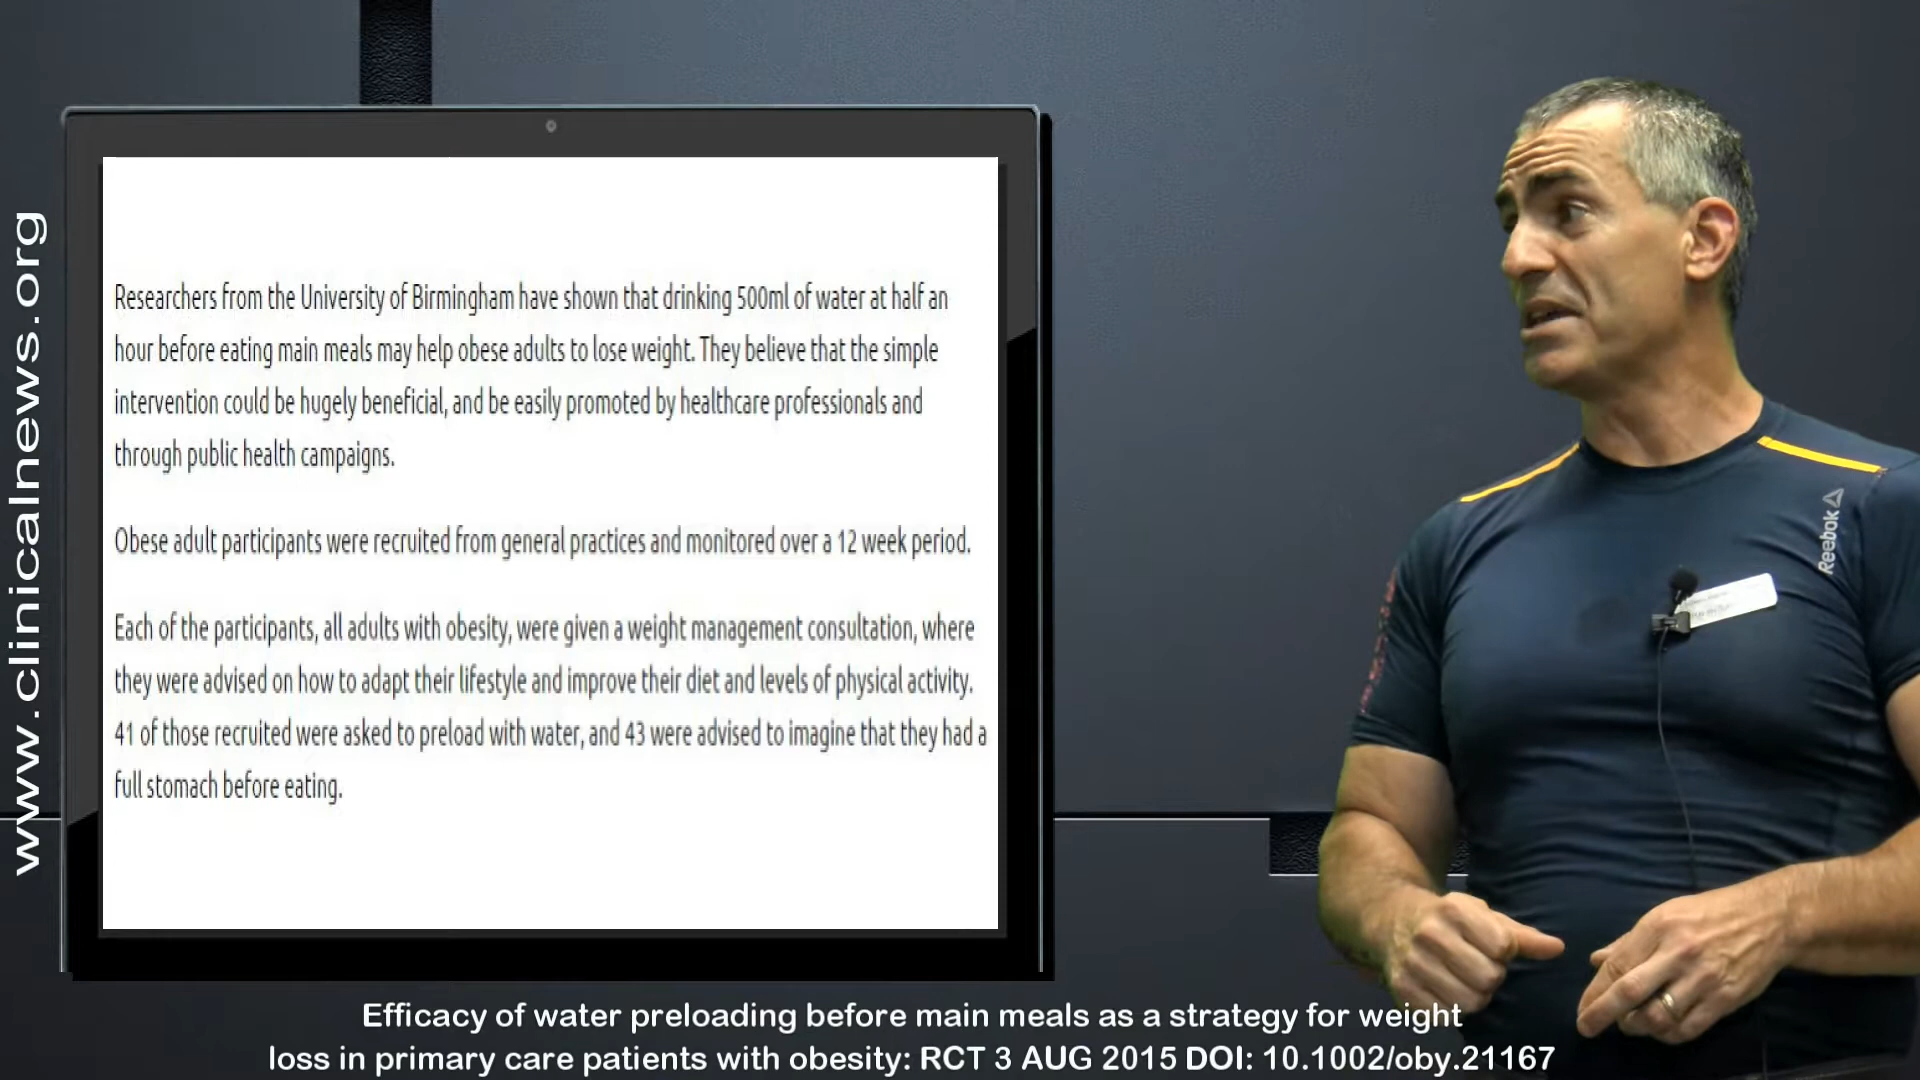 www.clinicalnews.org
Researchers from the University of Birmingham have shown that drinking 500ml of water at half an
hour before eating main meals may help obese adults to lose weight. They believe that the simple
intervention could be hugely beneficial, and be easily promoted by healthcare professionals and
through public health campaigns.
Obese adult participants were recruited from general practices and monitored over a 12 week period.
Each of the participants, all adults with obesity, were given a weight management consultation, where
they were advised on how to adapt their lifestyle and improve their diet and levels of physical activity.
41 of those recruited were asked to preload with water, and 43 were advised to imagine that they had a
full stomach before eating.
Reebok
Efficacy of water preloading before main meals as a strategy for weight
loss in primary care patients with obesity: RCT 3 AUG 2015 DOI: 10.1002/oby.21167